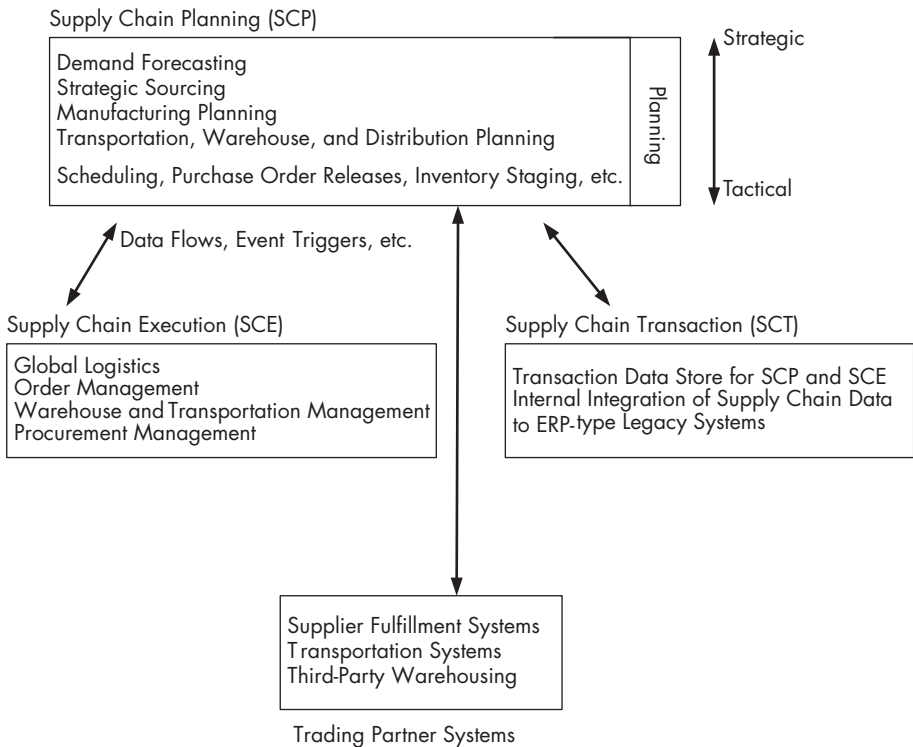 Supply Chain Planning (SCP)
Strategic
Demand Forecasting
Strategic Sourcing
Manufacturing Planning
Transportation, Warehouse, and Distribution Planning
Scheduling, Purchase Order Releases, Inventory Staging, etc.
Planning
Tactical
Data Flows, Event Triggers, etc.
Supply Chain Execution (SCE)
Global Logistics
Order Management
Warehouse and Transportation Management
Procurement Management
Supply Chain Transaction (SCT)
Transaction Data Store for SCP and SCE
Internal Integration of Supply Chain Data
to ERP-type Legacy Systems
Supplier Fulfillment Systems
Transportation Systems
Third-Party Warehousing
Trading Partner Systems